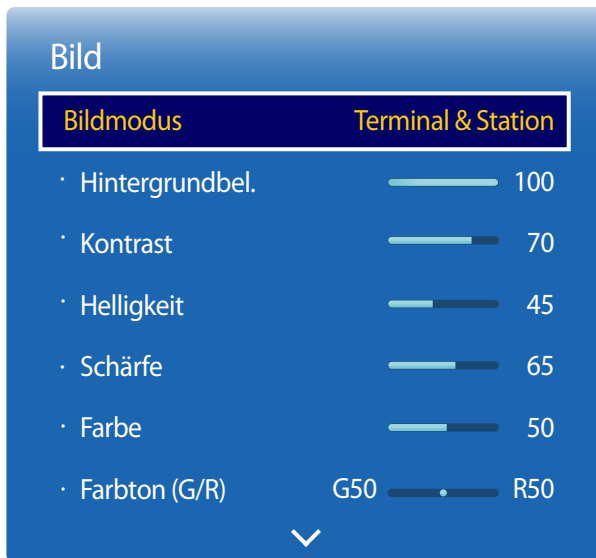 Bild
Bildmodus Terminal & Station
· Hintergrundbel. 100
· Kontrast 70
· Helligkeit 45
· Schärfe 65
· Farbe 50
· Farbton (G/R) G50 R50